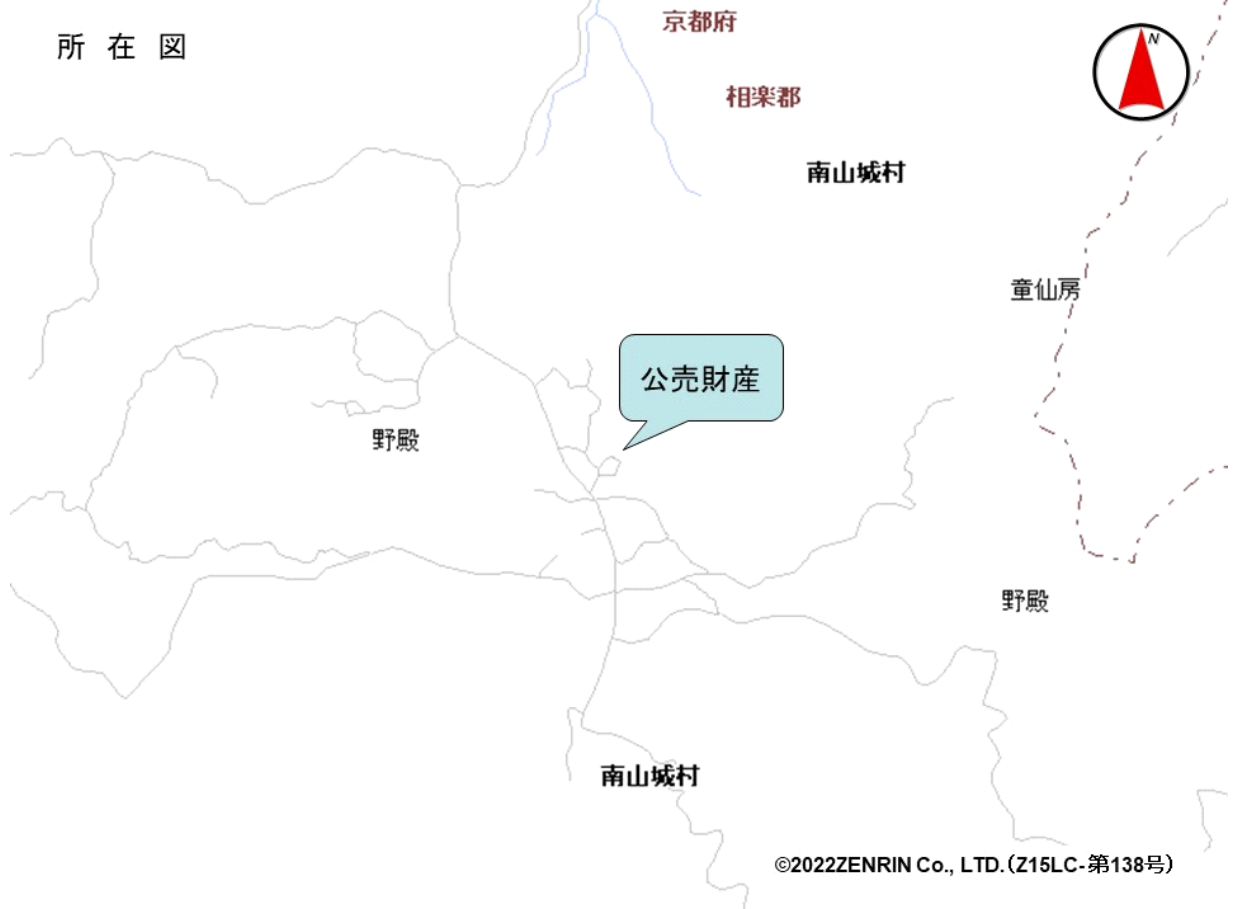 所 在 図
京都府
N
相楽郡
南山城村
童仙房
公売財産
野殿
野殿
南山城村
©2022ZENRIN Co., LTD.（Z15LC-第138号）